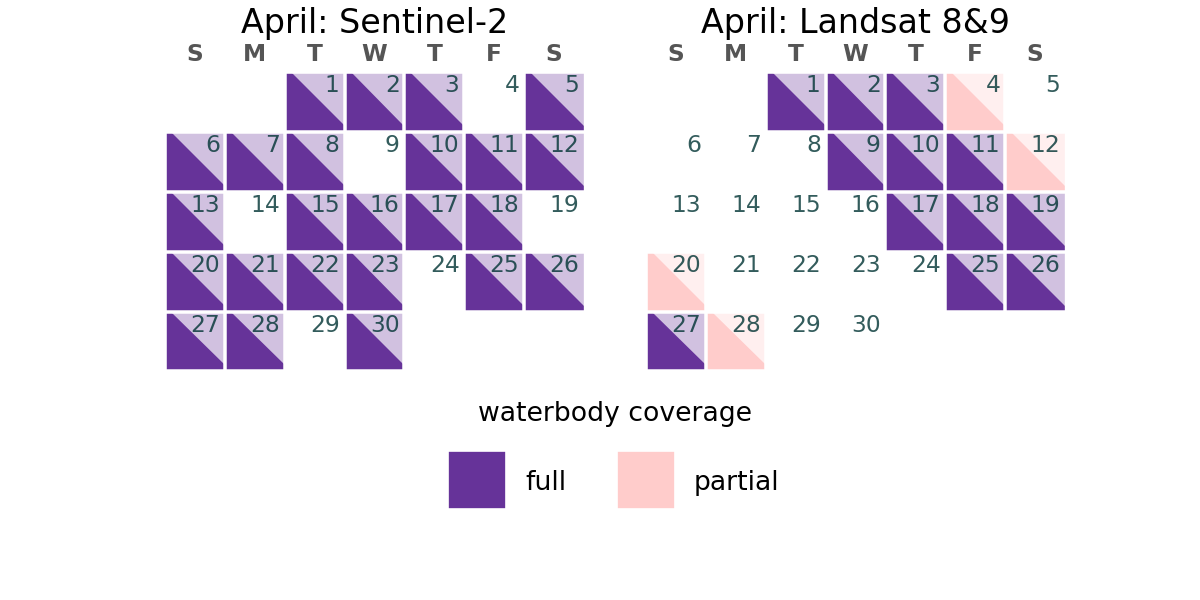 April: Sentinel-2
S M T W T F S
1 2 3 4 5
6 7 8 9 10 11 12
13 14 15 16 17 18 19
20 21 22 23 24 25 26
27 28 29 30
April: Landsat 8&9
S M T W T F S
1 2 3 4 5
6 7 8 9 10 11 12
13 14 15 16 17 18 19
20 21 22 23 24 25 26
27 28 29 30
waterbody coverage
full partial